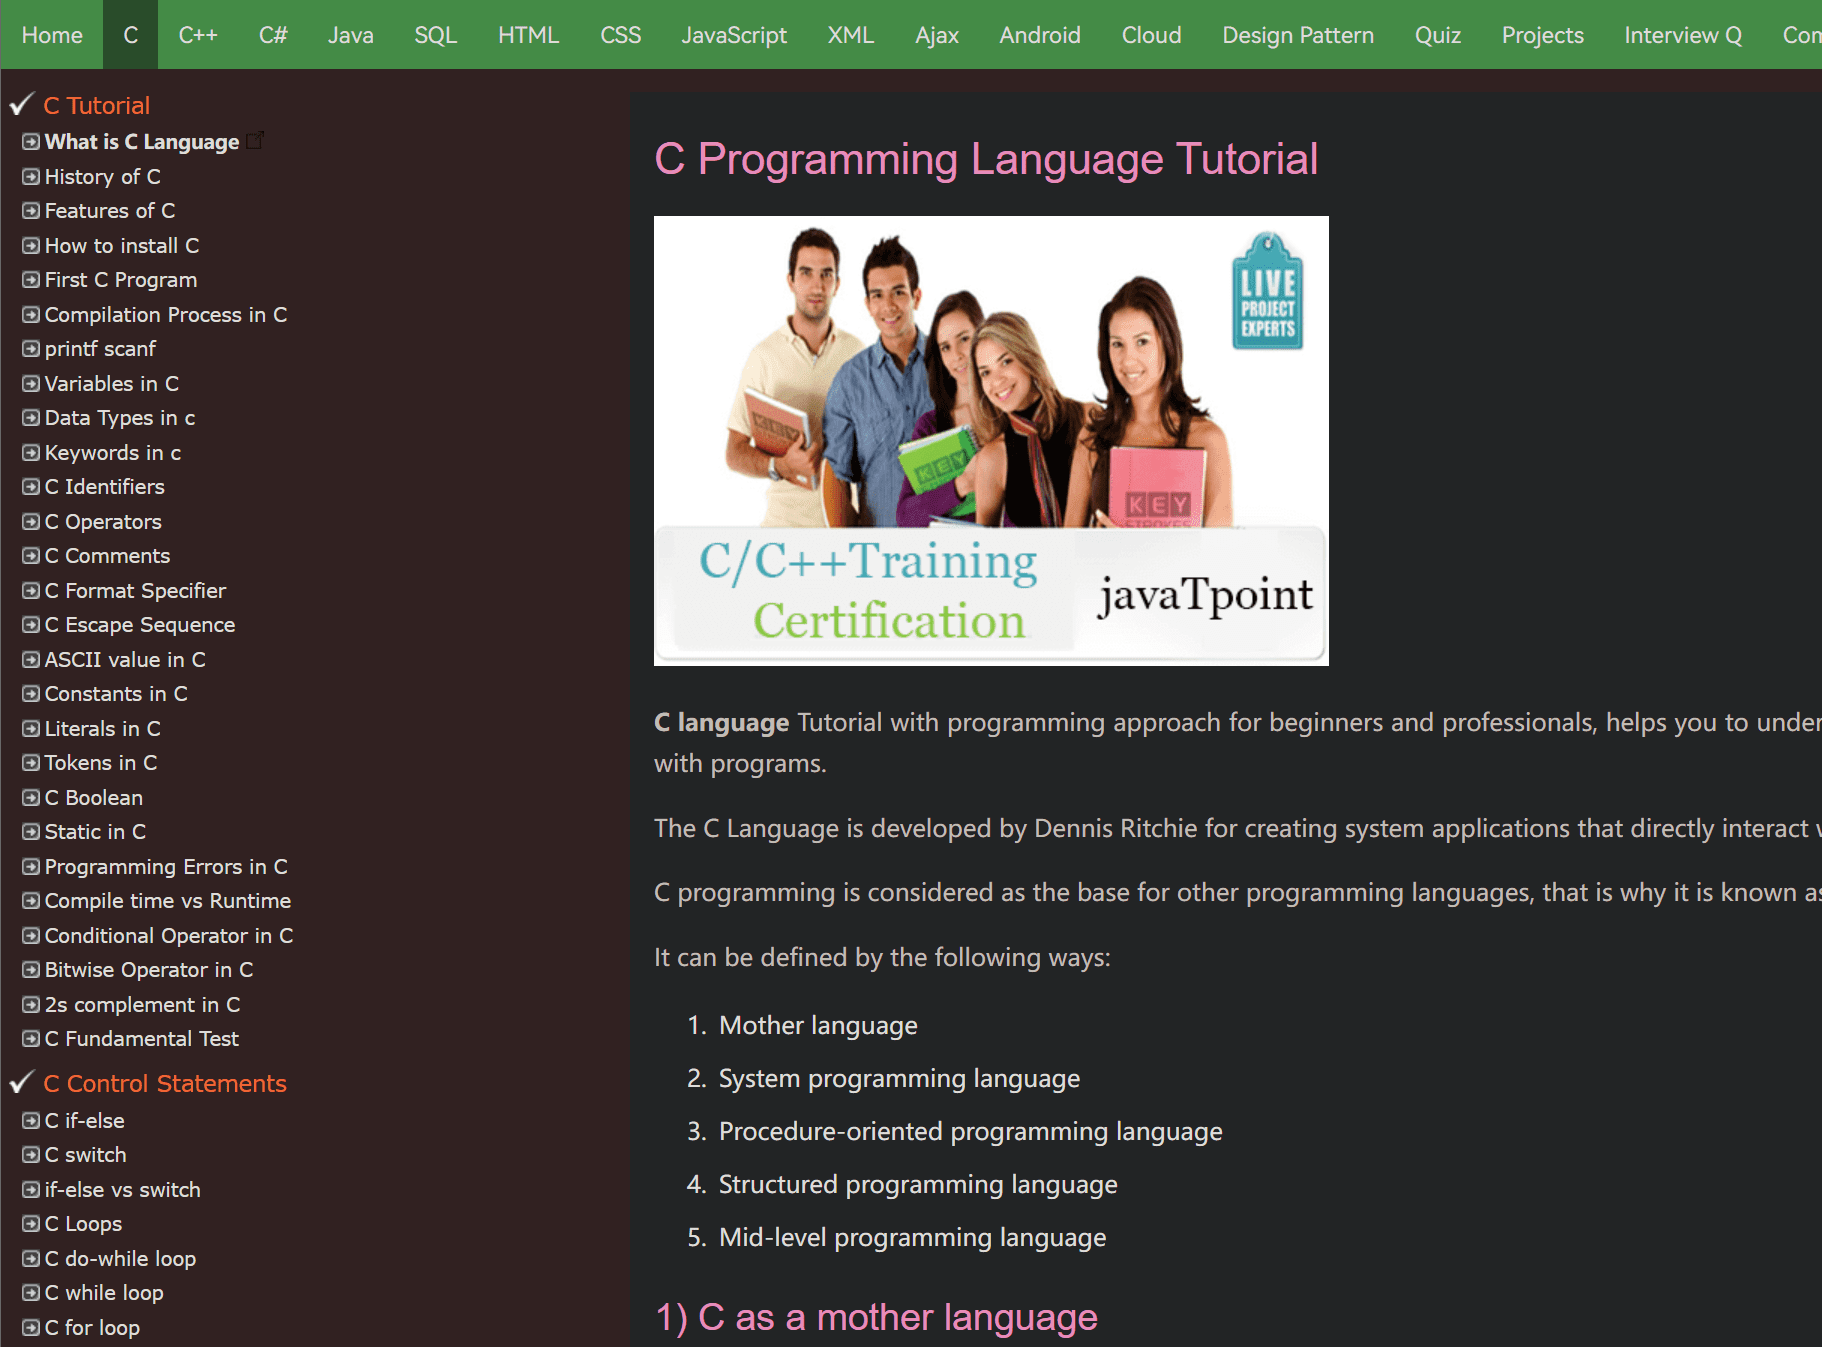 Home C C++ C# Java SQL HTML CSS JavaScript XML Ajax Android Cloud Design Pattern Quiz Projects Interview Q Com
C Tutorial
What is C Language
History of C
Features of C
How to install C
First C Program
Compilation Process in C
printf scanf
Variables in C
Data Types in c
Keywords in c
C Identifiers
C Operators
C Comments
C Format Specifier
C Escape Sequence
ASCII value in C
Constants in C
Literals in C
Tokens in C
C Boolean
Static in C
Programming Errors in C
Compile time vs Runtime
Conditional Operator in C
Bitwise Operator in C
2s complement in C
C Fundamental Test
C Control Statements
C if-else
C switch
if-else vs switch
C Loops
C do-while loop
C while loop
C for loop
C Programming Language Tutorial
LIVE
PROJECT
EXPERTS
KEY
KEY
KEY
STROKES
C/C++Training
Certification
javaTpoint
C language Tutorial with programming approach for beginners and professionals, helps you to under
with programs.
The C Language is developed by Dennis Ritchie for creating system applications that directly interact w
C programming is considered as the base for other programming languages, that is why it is known as
It can be defined by the following ways:
1. Mother language
2. System programming language
3. Procedure-oriented programming language
4. Structured programming language
5. Mid-level programming language
1) C as a mother language